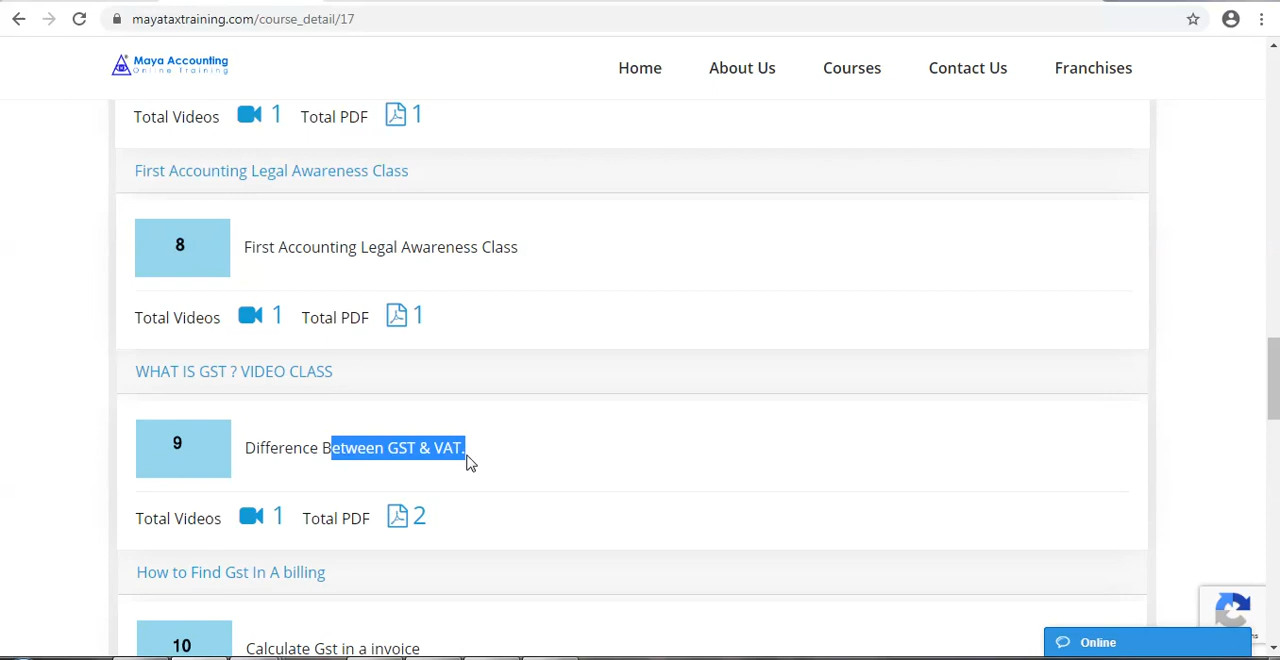 mayataxtraining.com/course_detail/17
Maya Accounting
Online Training
Home About Us Courses Contact Us Franchises
Total Videos 1 Total PDF 1
First Accounting Legal Awareness Class
8 First Accounting Legal Awareness Class
Total Videos 1 Total PDF 1
WHAT IS GST ? VIDEO CLASS
9 Difference Between GST & VAT.
Total Videos 1 Total PDF 2
How to Find Gst In A billing
10 Calculate Gst in a invoice
Online